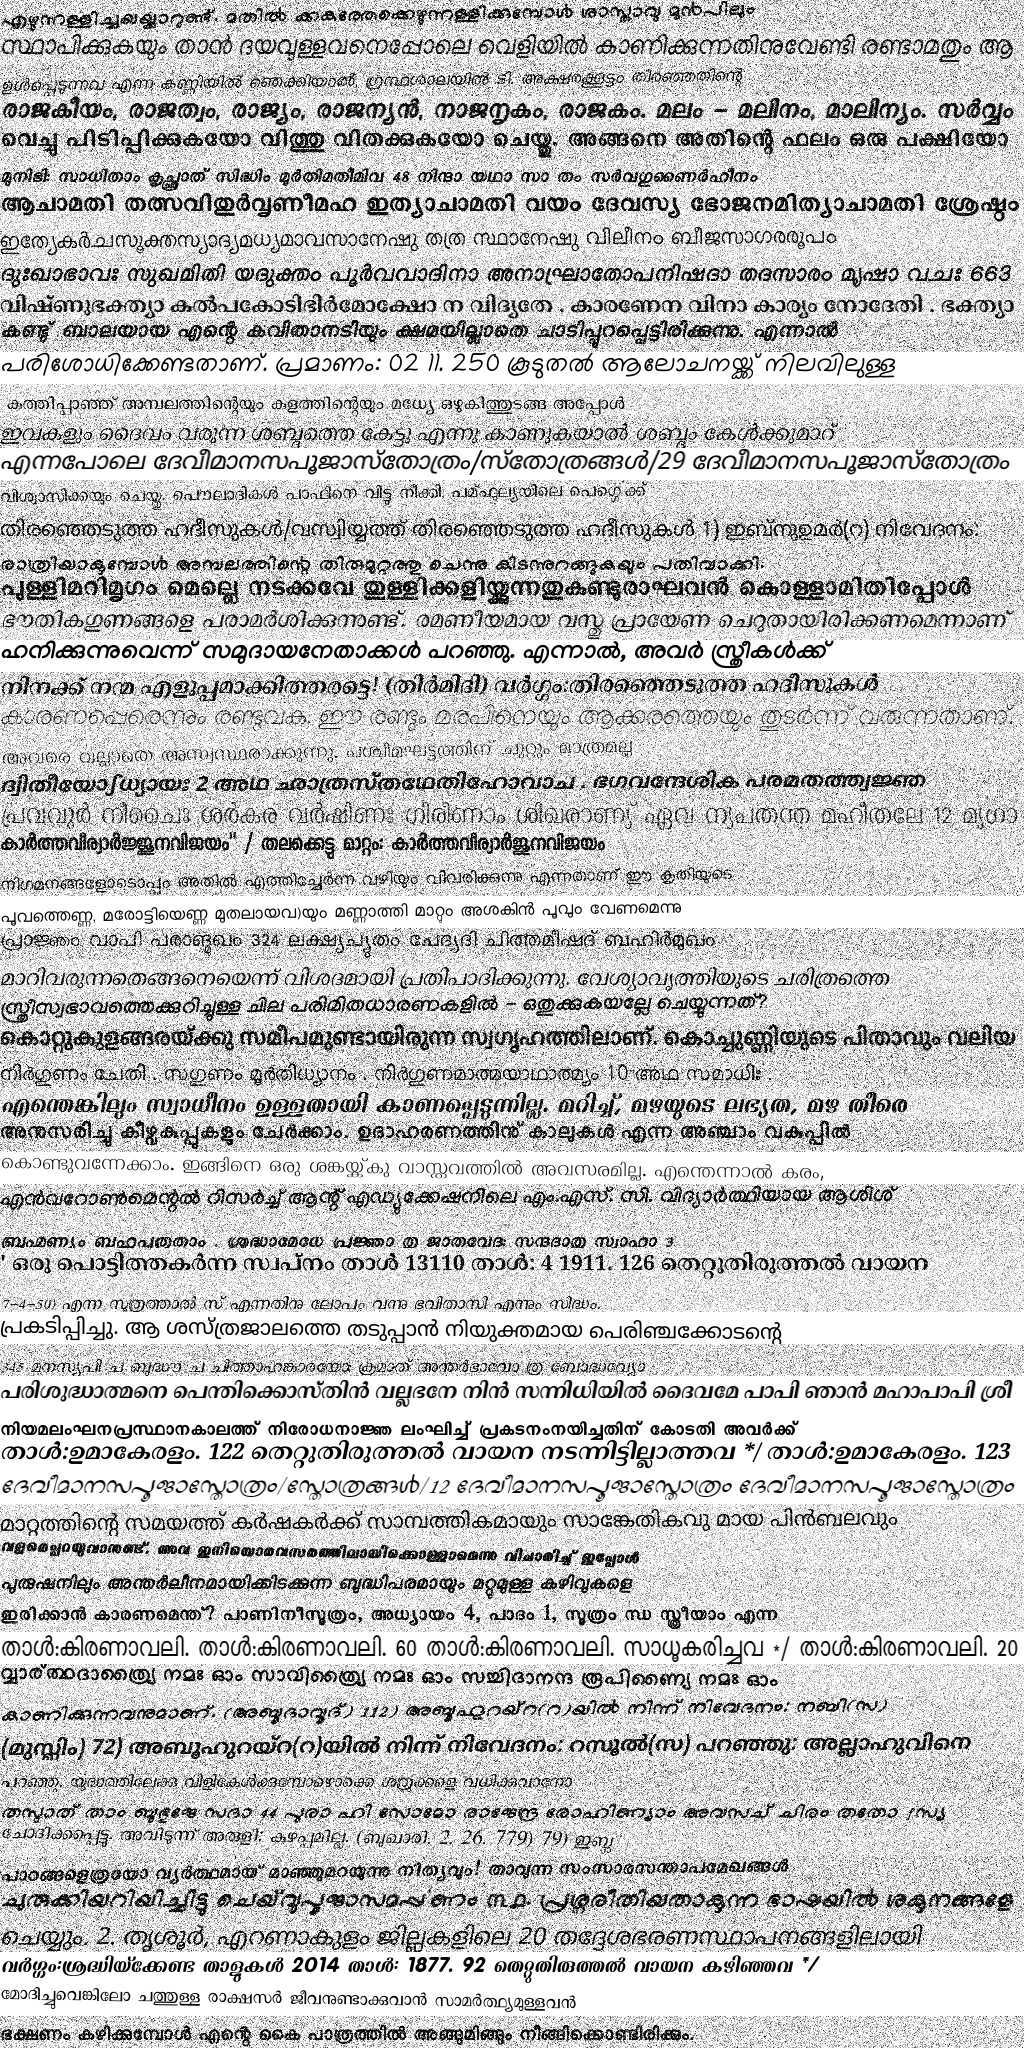 എഴുന്നള്ളിച്ചുവയ്ക്കാറുണ്ട്. മതിൽ ക്കകത്തേക്കെഴുന്നള്ളിക്കുമ്പോൾ ശാസ്താവു മുൻപിലും
സ്ഥാപിക്കുകയും താൻ ദയവുള്ളവനെപ്പോലെ വെളിയിൽ കാണിക്കുന്നതിനുവേണ്ടി രണ്ടാമതും ആ
ഉൾപ്പെടുന്നവ എന്ന കണ്ണിയിൽ ഞെക്കിയാൽ, ഗ്രന്ഥശാലയിൽ ടി. അക്ഷരക്കൂട്ടം തിരഞ്ഞതിന്റെ
രാജകീയം, രാജത്വം, രാജ്യം, രാജന്യൻ, നാജനൃകം, രാജകം. മലം – മലിനം, മാലിന്യം. സർവ്വം
വെച്ചു പിടിപ്പിക്കുകയോ വിത്തു വിതക്കുകയോ ചെയ്തു. അങ്ങനെ അതിന്റെ ഫലം ഒരു പക്ഷിയോ
മുനിഭിഃ സാധിതാം കൃച്ഛ്രാത് സിദ്ധിം മുർതിമതീമിവ 48 നിന്ദാ യഥാ സാ തം സർവഗുണൈർഹീനം
ആചാമതി തത്സവിതുർവൃണീമഹ ഇത്യാചാമതി വയം ദേവസ്യ ഭോജനമിത്യാചാമതി ശ്രേഷ്ഠം
ഇത്യേകർചസൂക്തസ്യാദ്യമധ്യമാവസാനേഷു തത്ര സ്ഥാനേഷു വിലീനം ബീജസാഗരരൂപം
ദുഃഖാഭാവഃ സുഖമിതി യദുക്തം പൂർവവാദിനാ അനാഘ്രാതോപനിഷദാ തദസാരം മൃഷാ വചഃ 663
വിഷ്ണുഭക്ത്യാ കൽപകോടിഭിർമോക്ഷോ ന വിദ്യതേ . കാരണേന വിനാ കാര്യം നോദേതി . ഭക്ത്യാ
കണ്ടു് ബാലയായ എന്റെ കവിതാനടിയും ക്ഷമയില്ലാതെ ചാടിപ്പുറപ്പെട്ടിരിക്കുന്നു. എന്നാൽ
പരിശോധിക്കേണ്ടതാണ്. പ്രമാണം: 02 11. 250 കൂടുതൽ ആലോചനയ്ക്ക് നിലവിലുള്ള
കത്തിപ്പാഞ്ഞ് അമ്പലത്തിന്റെയും കുളത്തിന്റെയും മധ്യേ ഒഴുകിത്തുടങ്ങ അപ്പോൾ
ഇവകളും ദൈവം വരുന്ന ശബ്ദത്തെ കേട്ടു എന്നു കാണുകയാൽ ശബ്ദം കേൾക്കുമാറ്
എന്നപോലെ ദേവീമാനസപൂജാസ്തോത്രം/സ്തോത്രങ്ങൾ/29 ദേവീമാനസപൂജാസ്തോത്രം
വിശ്വാസിക്കയും ചെയ്തു. പൌലാദികൾ പാഫിനെ വിട്ടു നീക്കി. പമ്ഫുല്യയിലെ പെര്ഗ്ഗെക്ക്
തിരഞ്ഞെടുത്ത ഹദീസുകൾ/വസ്വിയ്യത്ത് തിരഞ്ഞെടുത്ത ഹദീസുകൾ 1) ഇബ്നുഉമർ(റ) നിവേദനം:
രാത്രിയാകുമ്പോൾ അമ്പലത്തിന്റെ തിരുമുറ്റത്തു ചെന്നു കിടന്നുറങ്ങുകയും പതിവാക്കി.
പുള്ളിമറിമൃഗം മെല്ലെ നടക്കവേ തുള്ളിക്കളിയ്ക്കുന്നതുകണ്ടുരാഘവൻ കൊള്ളാമിതിപ്പോൾ
ഭൗതികഗുണങ്ങളെ പരാമർശിക്കുന്നുണ്ട്. രമണീയമായ വസ്തു പ്രായേണ ചെറുതായിരിക്കണമെന്നാണ്
ഹനിക്കുന്നുവെന്ന് സമുദായനേതാക്കൾ പറഞ്ഞു. എന്നാൽ, അവർ സ്ത്രീകൾക്ക്
നിനക്ക് നന്മ എളുപ്പമാക്കിത്തരട്ടെ! (തിർമിദി) വർഗ്ഗം:തിരഞ്ഞെടുത്ത ഹദീസുകൾ
കാരണപ്പെരെന്നും രണ്ടുവക. ഈ രണ്ടും മരപിനെയും ആക്കരത്തെയും തുടർന്ന് വരുന്നതാണ്.
അവരെ വല്ലാതെ അസ്വസ്ഥരാക്കുന്നു. പശ്ചിമഘട്ടത്തിന് ചുറ്റും മാത്രമല്ല
ദ്വിതീയോഽധ്യായഃ 2 അഥ ഛാത്രസ്തഥേതിഹോവാച . ഭഗവന്ദേശിക പരമതത്ത്വജ്ഞ
പ്രവവുർ നീചൈഃ ശർകര വർഷിണഃ ഗിരീണാം ശിഖരാണ്യ് ഏവ ന്യപതന്ത മഹീതലേ 12 മൃഗാ
കാർത്തവീര്യാർജ്ജുനവിജയം" / തലക്കെട്ടു മാറ്റം: കാർത്തവീര്യാർജുനവിജയം
നിഗമനങ്ങളോടൊപ്പം അതിൽ എത്തിച്ചേർന്ന വഴിയും വിവരിക്കുന്നു എന്നതാണ് ഈ കൃതിയുടെ
പൂവത്തെണ്ണ, മരോട്ടിയെണ്ണ മുതലായവ)യും മണ്ണാത്തി മാറ്റും അശകിൻ പൂവും വേണമെന്നു
പ്രാജ്ഞം വാപി പരാങ്മുഖം 324 ലക്ഷ്യച്യുതം ചേദ്യദി ചിത്തമീഷദ് ബഹിർമുഖം
മാറിവരുന്നതെങ്ങനെയെന്ന് വിശദമായി പ്രതിപാദിക്കുന്നു. വേശ്യാവൃത്തിയുടെ ചരിത്രത്തെ
സ്ത്രീസ്വഭാവത്തെക്കുറിച്ചുള്ള ചില പരിമിതധാരണകളിൽ – ഒതുക്കുകയല്ലേ ചെയ്യുന്നത്?
കൊറ്റുകുളങ്ങരയ്ക്കു സമീപമുണ്ടായിരുന്ന സ്വഗൃഹത്തിലാണ്. കൊച്ചുണ്ണിയുടെ പിതാവും വലിയ
നിർഗുണം ചേതി . സഗുണം മൂർതിധ്യാനം . നിർഗുണമാത്മയാഥാത്മ്യം 10 അഥ സമാധിഃ .
എന്തെങ്കിലും സ്വാധീനം ഉള്ളതായി കാണപ്പെടുന്നില്ല. മറിച്ച്, മഴയുടെ ലഭ്യത, മഴ തീരെ
അനുസരിച്ചു കീഴ്വകുപ്പുകളും ചേർക്കാം. ഉദാഹരണത്തിനു് കാലുകൾ എന്ന അഞ്ചാം വകുപ്പിൽ
കൊണ്ടുവന്നേക്കാം. ഇങ്ങിനെ ഒരു ശങ്കയ്ക്കു വാസ്തവത്തിൽ അവസരമില്ല. എന്തെന്നാൽ കരം,
എൻവറോൺമെന്റൽ റിസർച്ച് ആന്റ് എഡ്യുക്കേഷനിലെ എം.എസ്. സി. വിദ്യാർത്ഥിയായ ആശിശ്
ബ്രഹ്മണ്യം ബഹുപുത്രതാം . ശ്രദ്ധാമേധേ പ്രജ്ഞാ തു ജാതവേദഃ സന്ദദാതു സ്വാഹാ 3
' ഒരു പൊട്ടിത്തകർന്ന സ്വപ്നം താൾ 13110 താൾ: 4 1911. 126 തെറ്റുതിരുത്തൽ വായന
7–4–50) എന്ന സൂത്രത്താൽ സ് എന്നതിനു ലോപം വന്നു ഭവിതാസി എന്നും സിദ്ധം.
പ്രകടിപ്പിച്ചു. ആ ശസ്ത്രജാലത്തെ തടുപ്പാൻ നിയുക്തമായ പെരിഞ്ചക്കോടന്റെ
345 മനസ്യപി ച ബുദ്ധൗ ച ചിത്താഹങ്കാരയോഃ ക്രമാത് അന്തർഭാവോ ത്ര ബോദ്ധവ്യോ
പരിശുദ്ധാത്മനെ പെന്തിക്കൊസ്തിൻ വല്ലഭനേ നിൻ സന്നിധിയിൽ ദൈവമേ പാപി ഞാൻ മഹാപാപി ശ്രീ
നിയമലംഘനപ്രസ്ഥാനകാലത്ത് നിരോധനാജ്ഞ ലംഘിച്ച് പ്രകടനംനയിച്ചതിന് കോടതി അവർക്ക്
താൾ:ഉമാകേരളം. 122 തെറ്റുതിരുത്തൽ വായന നടന്നിട്ടില്ലാത്തവ */ താൾ:ഉമാകേരളം. 123
ദേവീമാനസപൂജാസ്തോത്രം/സ്തോത്രങ്ങൾ/12 ദേവീമാനസപൂജാസ്തോത്രം ദേവീമാനസപൂജാസ്തോത്രം
മാറ്റത്തിന്റെ സമയത്ത് കർഷകർക്ക് സാമ്പത്തികമായും സാങ്കേതികവു മായ പിൻബലവും
വളരെപ്പറയുവാനുണ്ട്. അവ ഇനിയൊരവസരത്തിലായിക്കൊള്ളാമെന്നു വിചാരിച്ച് ഇപ്പോൾ
പുരുഷനിലും അന്തർലീനമായിക്കിടക്കുന്ന ബുദ്ധിപരമായും മറ്റുമുള്ള കഴിവുകളെ
ഇരിക്കാൻ കാരണമെന്ത്? പാണിനീസൂത്രം, അധ്യായം 4, പാദം 1, സൂത്രം ന്ധ സ്ത്രീയാം എന്ന
താൾ:കിരണാവലി. താൾ:കിരണാവലി. 60 താൾ:കിരണാവലി. സാധൂകരിച്ചവ */ താൾ:കിരണാവലി. 20
വ്വാര്ത്ഥദാത്ര്യൈ നമഃ ഓം സാവിത്ര്യൈ നമഃ ഓം സച്ചിദാനന്ദ രൂപിണ്യൈ നമഃ ഓം
കാണിക്കുന്നവനുമാണ്. (അബൂദാവൂദ്) 112) അബൂഹുറയ്റ(റ)യിൽ നിന്ന് നിവേദനം: നബി(സ)
(മുസ്ലിം) 72) അബൂഹുറയ്റ(റ)യിൽ നിന്ന് നിവേദനം: റസൂൽ(സ) പറഞ്ഞു: അല്ലാഹുവിനെ
പറഞ്ഞു. യുദ്ധത്തിലേക്കു വിളികേൾക്കുമ്പോഴൊക്കെ ശത്രുക്കളെ വധിക്കുവാനോ
തസ്മാത് താം ബുഭുജേ സദാ 44 പുരാ ഹി സോമോ രാജേന്ദ്ര രോഹിണ്യാം അവസച് ചിരം തതോ
ചോദിക്കപ്പെട്ടു. അവിടുന്ന് അരുളി: കുഴപ്പമില്ല. (ബുഖാരി. 2. 26. 779) 79) ഇബ്നു
പാഠങ്ങളെത്രയോ വ്യർത്ഥമായ് മാഞ്ഞുമറയുന്നു നിത്യവും! താവുന്ന സംസാരസന്താപമേഖങ്ങൾ
ചുരുക്കിയറിയിച്ചിട്ടു ചെയ്വൂപൂജാസമർപ്പണം സ്വാ പ്രശ്നരീതിയതാകുന്ന ഭാഷയിൽ ശകുനങ്ങളേ
ചെയ്യും. 2. തൃശൂർ, എറണാകുളം ജില്ലകളിലെ 20 തദ്ദേശഭരണസ്ഥാപനങ്ങളിലായി
വർഗ്ഗം:ശ്രദ്ധിയ്ക്കേണ്ട താളുകൾ 2014 താൾ: 1877. 92 തെറ്റുതിരുത്തൽ വായന കഴിഞ്ഞവ "/
മോദിച്ചുവെങ്കിലോ ചത്തുള്ള രാക്ഷസർ ജീവനുണ്ടാക്കുവാൻ സാമർത്ഥ്യമുള്ളവൻ
ഭക്ഷണം കഴിക്കുമ്പോൾ എന്റെ കൈ പാത്രത്തിൽ അങ്ങുമിങ്ങും നീങ്ങിക്കൊണ്ടിരിക്കും.